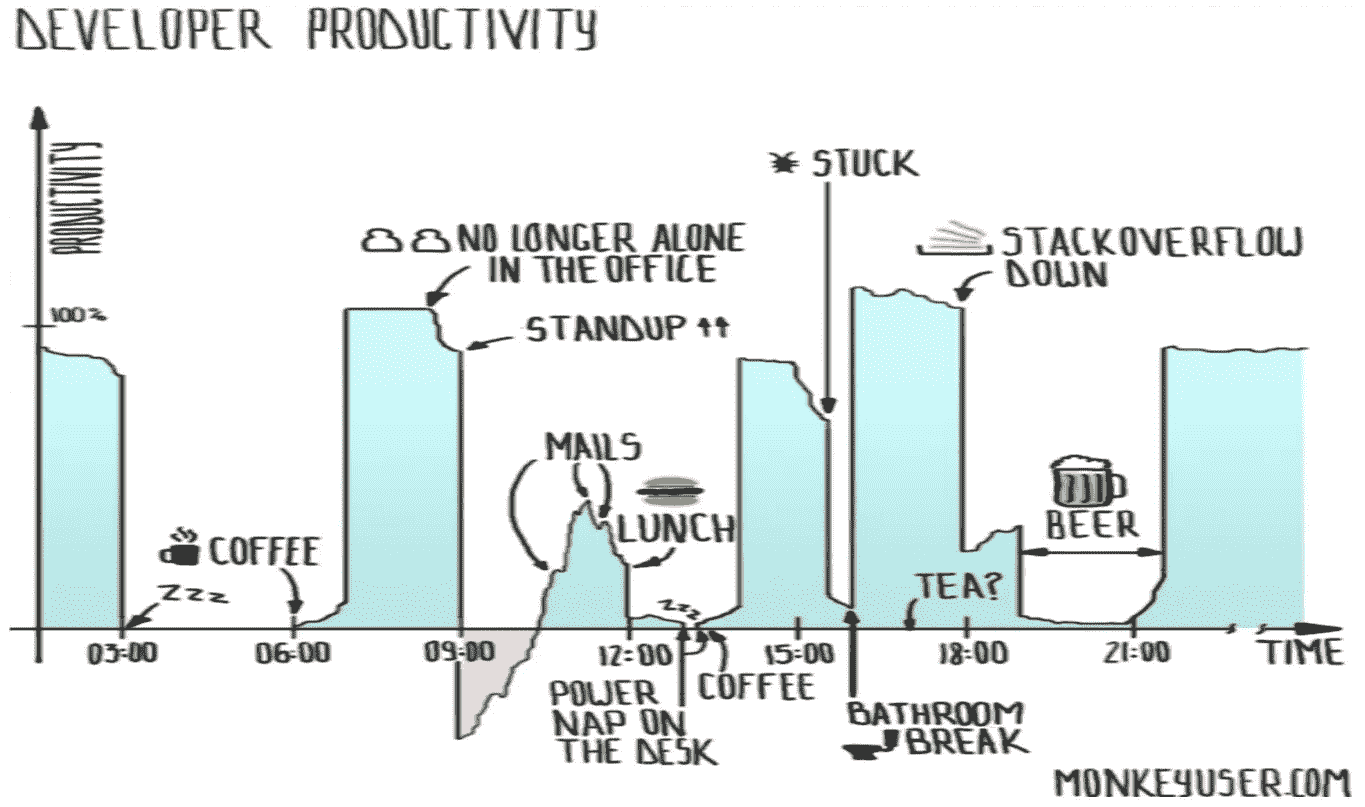 DEVELOPER PRODUCTIVITY
PRODUCTIVITY
100%
STUCK
NO LONGER ALONE
IN THE OFFICE
STACKOVERFLOW
DOWN
STANDUP
MAILS
LUNCH
BEER
COFFEE
ZZZ
ZZZ
TEA?
03:00 06:00 09:00 12:00 15:00 18:00 21:00 TIME
POWER
NAP ON
THE DESK
COFFEE
BATHROOM
BREAK
MONKEYUSER.COM